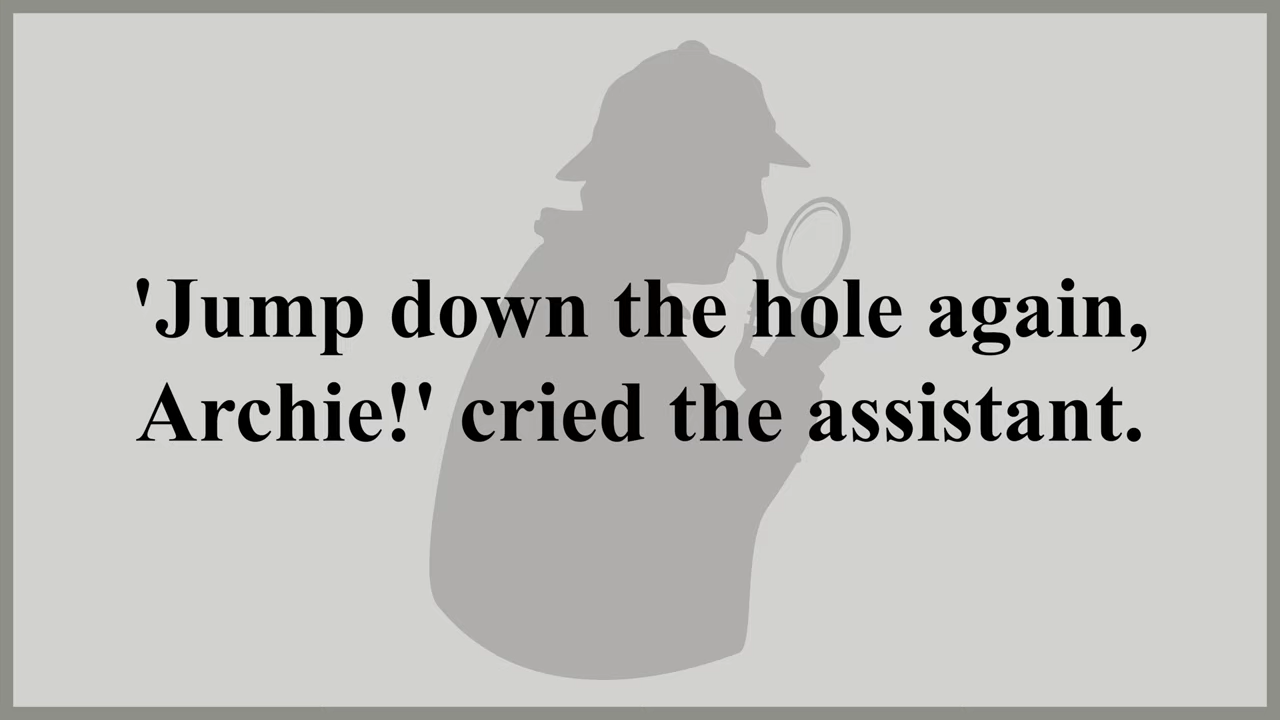 'Jump down the hole again,
Archie!' cried the assistant.